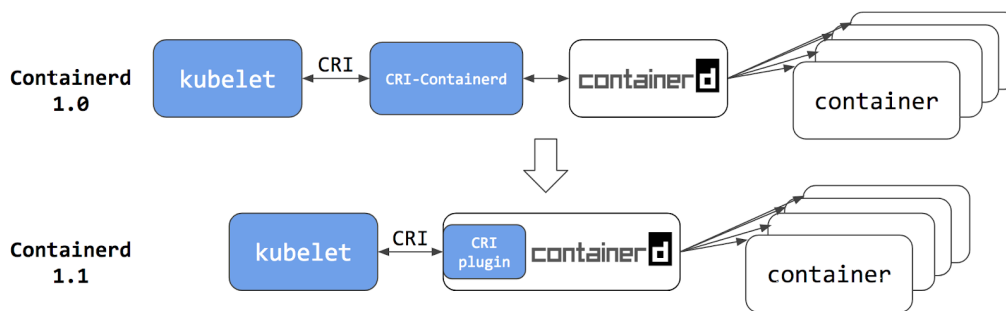 Containerd
1.0
kubelet
CRI
CRI-Containerd
containerd
container
Containerd
1.1
kubelet
CRI
CRI
plugin
containerd
container